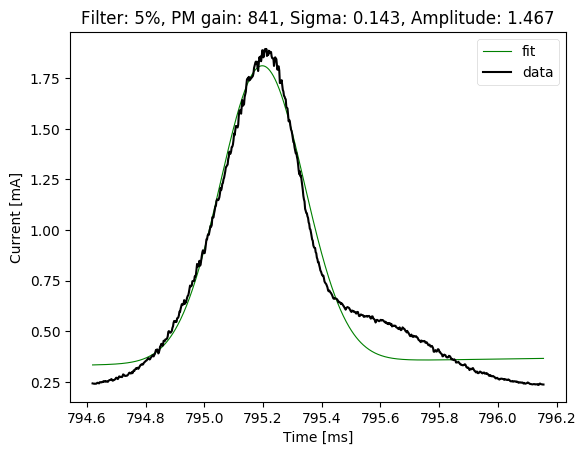 Filter: 5%, PM gain: 841, Sigma: 0.143, Amplitude: 1.467
fit
data
1.75
1.50
1.25
1.00
0.75
0.50
0.25
Current [mA]
794.6 794.8 795.0 795.2 795.4 795.6 795.8 796.0 796.2
Time [ms]